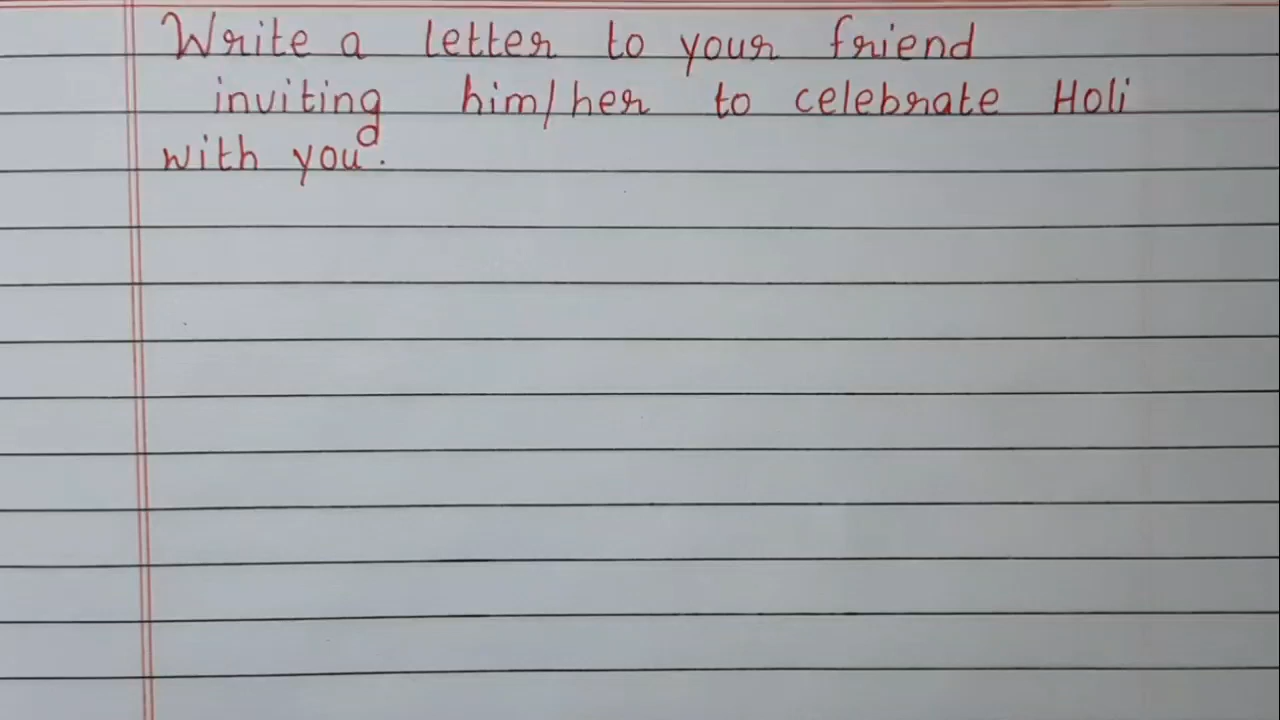 Write a letter to your friend
inviting him/her to celebrate Holi
with you.